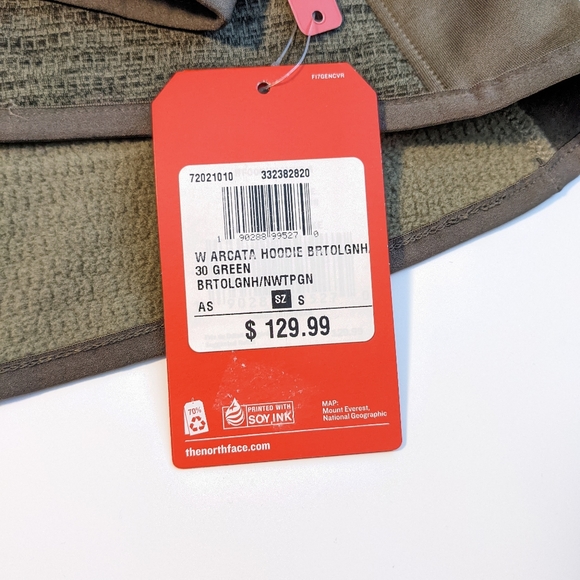 F17GENCVR
72021010 332382820
1 90288 99527 0
W ARCATA HOODIE BRTOLGNH
30 GREEN
BRTOLGNH/NWTPGN
AS SZ S
$ 129.99
70%
PRINTED WITH
SOY INK
MAP:
Mount Everest,
National Geographic
thenorthface.com